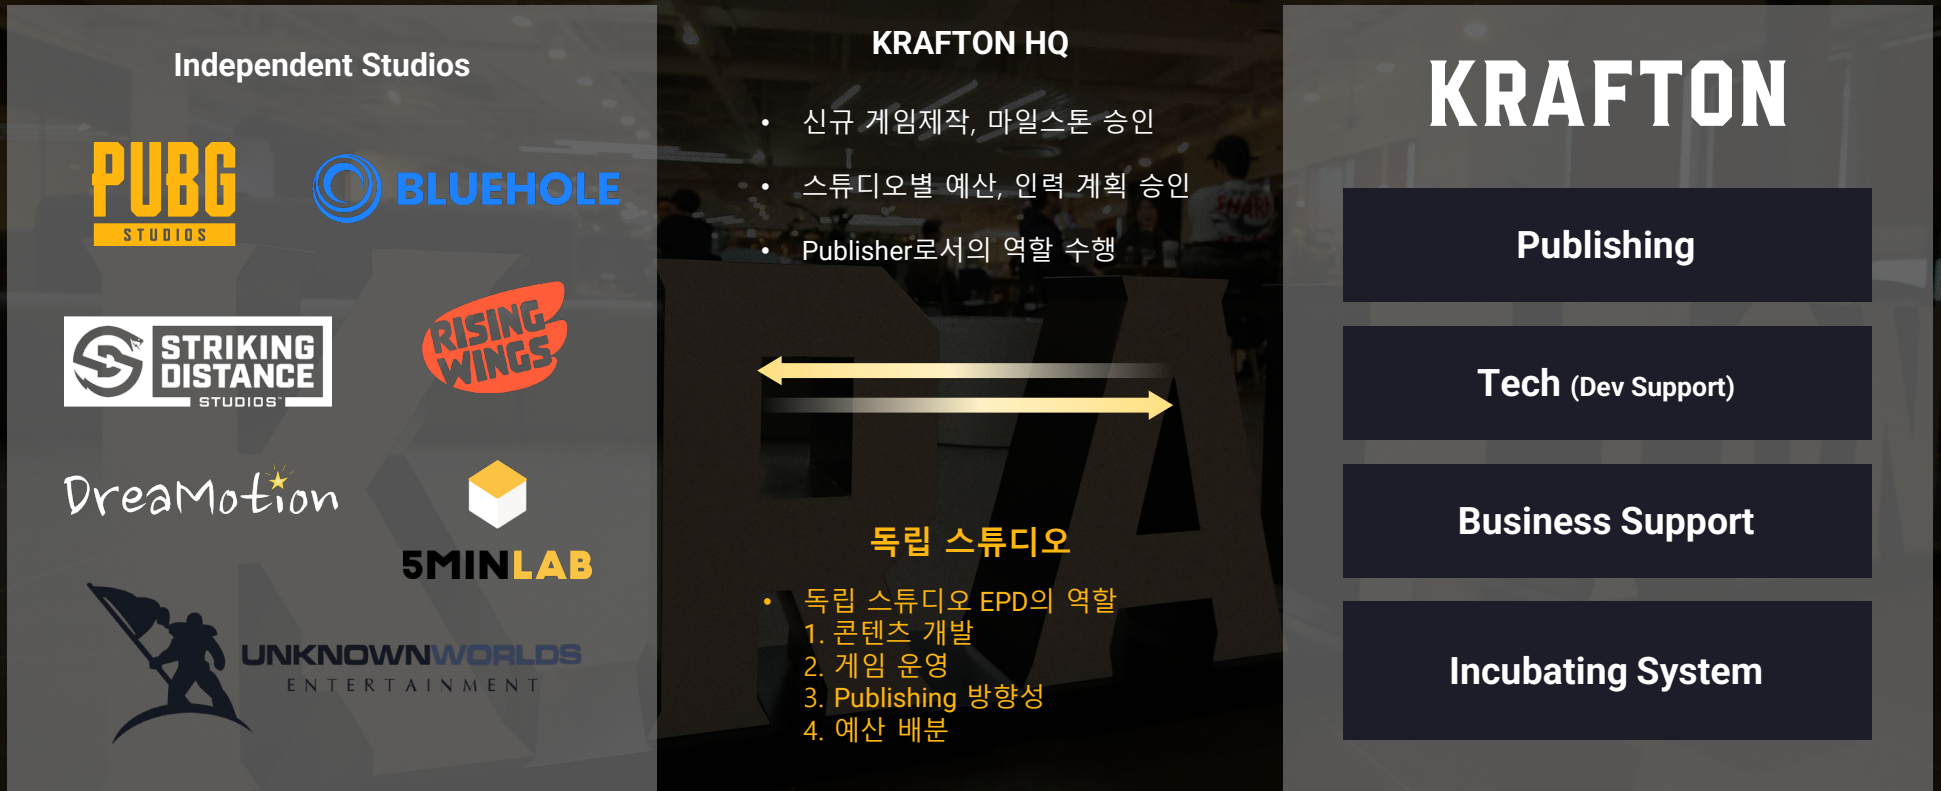 Independent Studios
PUBG
STUDIOS
BLUEHOLE
STRIKING
DISTANCE
STUDIOS™
RISING
WINGS
DreaMotion
5MINLAB
UNKNOWNWORLDS
ENTERTAINMENT
KRAFTON HQ
• 신규 게임제작, 마일스톤 승인
• 스튜디오별 예산, 인력 계획 승인
• Publisher로서의 역할 수행
독립 스튜디오
• 독립 스튜디오 EPD의 역할
1. 콘텐츠 개발
2. 게임 운영
3. Publishing 방향성
4. 예산 배분
KRAFTON
Publishing
Tech (Dev Support)
Business Support
Incubating System